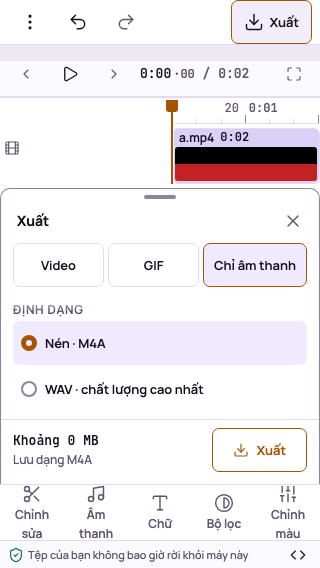 Xuất
0:00·00 / 0:02
20 0:01
a.mp4 0:02
Xuất
Video
GIF
Chỉ âm thanh
ĐỊNH DẠNG
Nén · M4A
WAV · chất lượng cao nhất
Khoảng 0 MB
Lưu dạng M4A
Xuất
Chỉnh sửa
Âm thanh
Chữ
Bộ lọc
Chỉnh màu
Tệp của bạn không bao giờ rời khỏi máy này